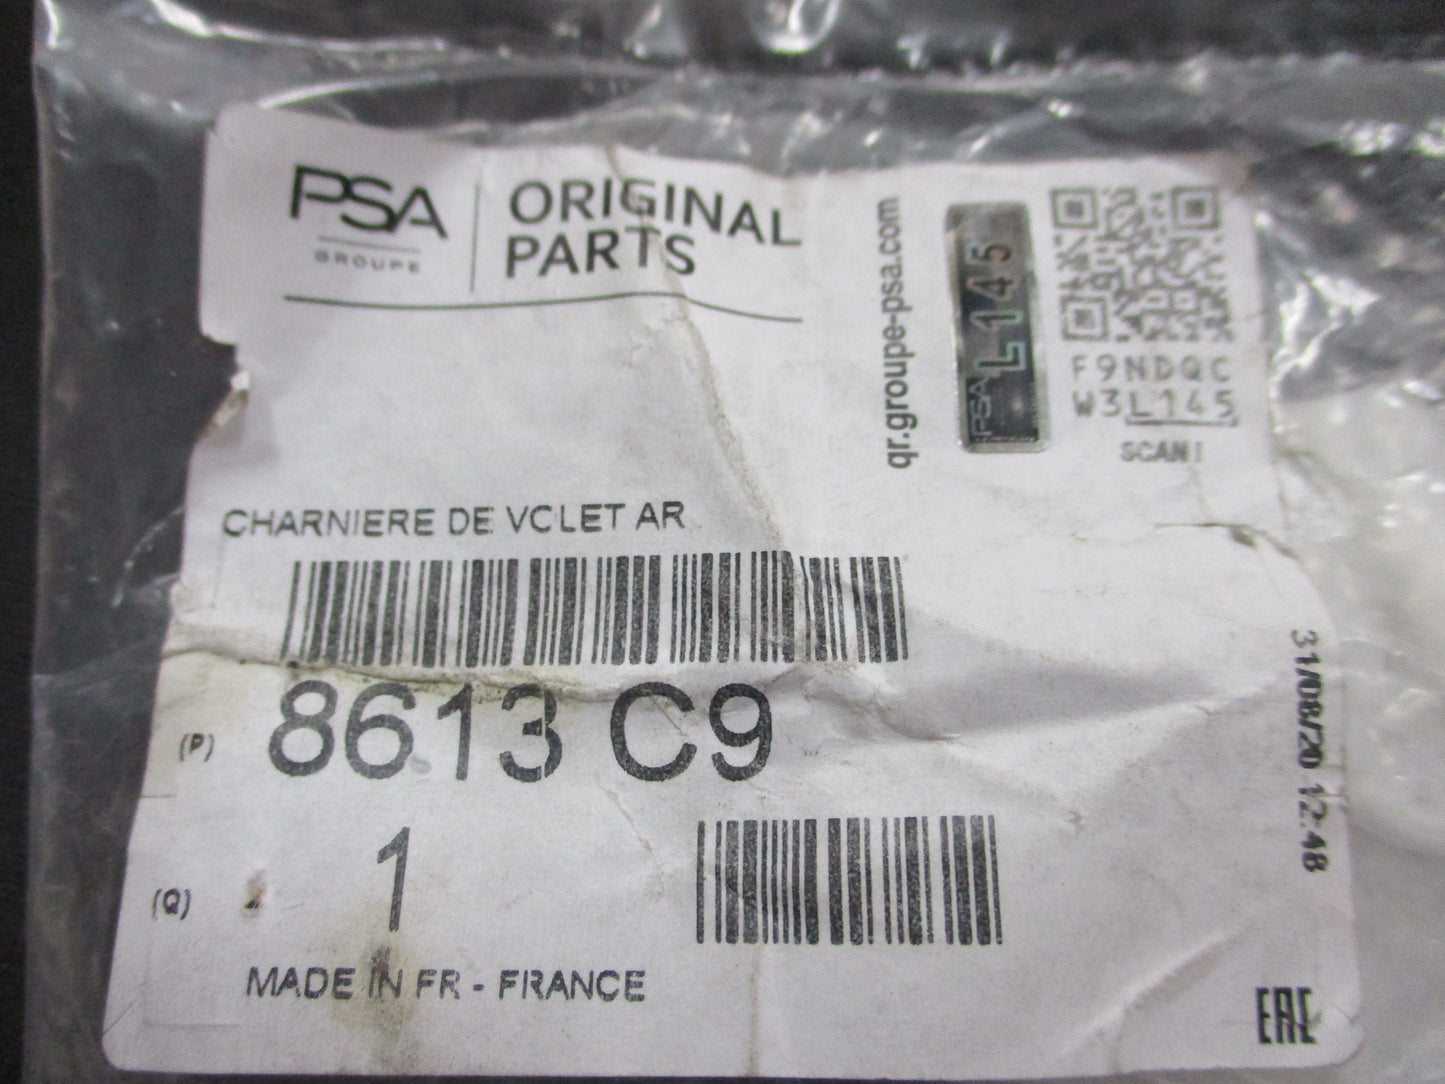 PSA
GROUPE
ORIGINAL
PARTS
qr.groupe-psa.com
PSA L145
F9NDQC
W3L145
SCAN!
CHARNIERE DE VOLET AR
(P) 8613 C9
(Q) 1
MADE IN FR - FRANCE
31/08/20 12:48
EAC